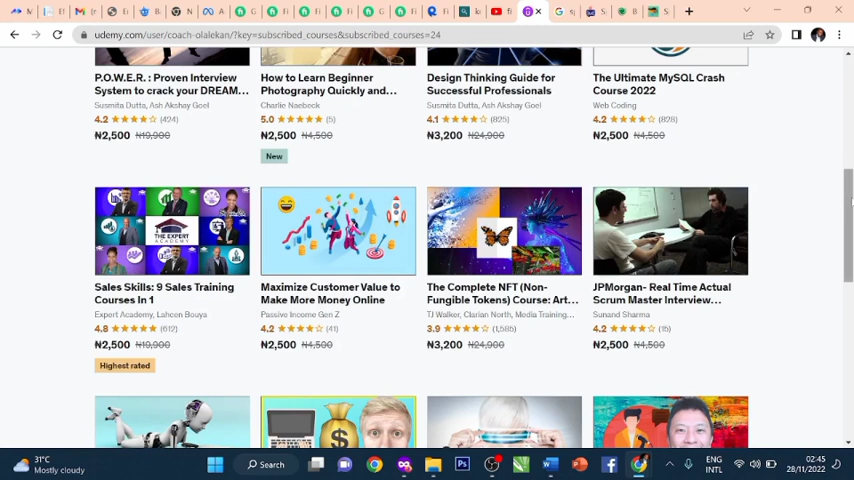 udemy.com/user/coach-olalekan/?key=subscribed_courses&subscribed_courses=24
P.O.W.E.R. : Proven Interview
System to crack your DREAM...
Susmita Dutta, Ash Akshay Goel
4.2 (424)
₦2,500 ₦19,900
How to Learn Beginner
Photography Quickly and...
Charlie Naebeck
5.0 (5)
₦2,500 ₦4,500
New
Design Thinking Guide for
Successful Professionals
Susmita Dutta, Ash Akshay Goel
4.1 (825)
₦3,200 ₦24,900
The Ultimate MySQL Crash
Course 2022
Web Coding
4.2 (828)
₦2,500 ₦4,500
THE EXPERT
ACADEMY
Sales Skills: 9 Sales Training
Courses In 1
Expert Academy, Lahcen Bouya
4.8 (612)
₦2,500 ₦19,900
Highest rated
Maximize Customer Value to
Make More Money Online
Passive Income Gen Z
4.2 (41)
₦2,500 ₦4,500
The Complete NFT (Non-
Fungible Tokens) Course: Art...
TJ Walker, Clarian North, Media Training...
3.9 (1,585)
₦3,200 ₦24,900
JPMorgan- Real Time Actual
Scrum Master Interview...
Sunand Sharma
4.2 (15)
₦2,500 ₦4,500
31°C
Mostly cloudy
Search
ENG
INTL
02:45
28/11/2022